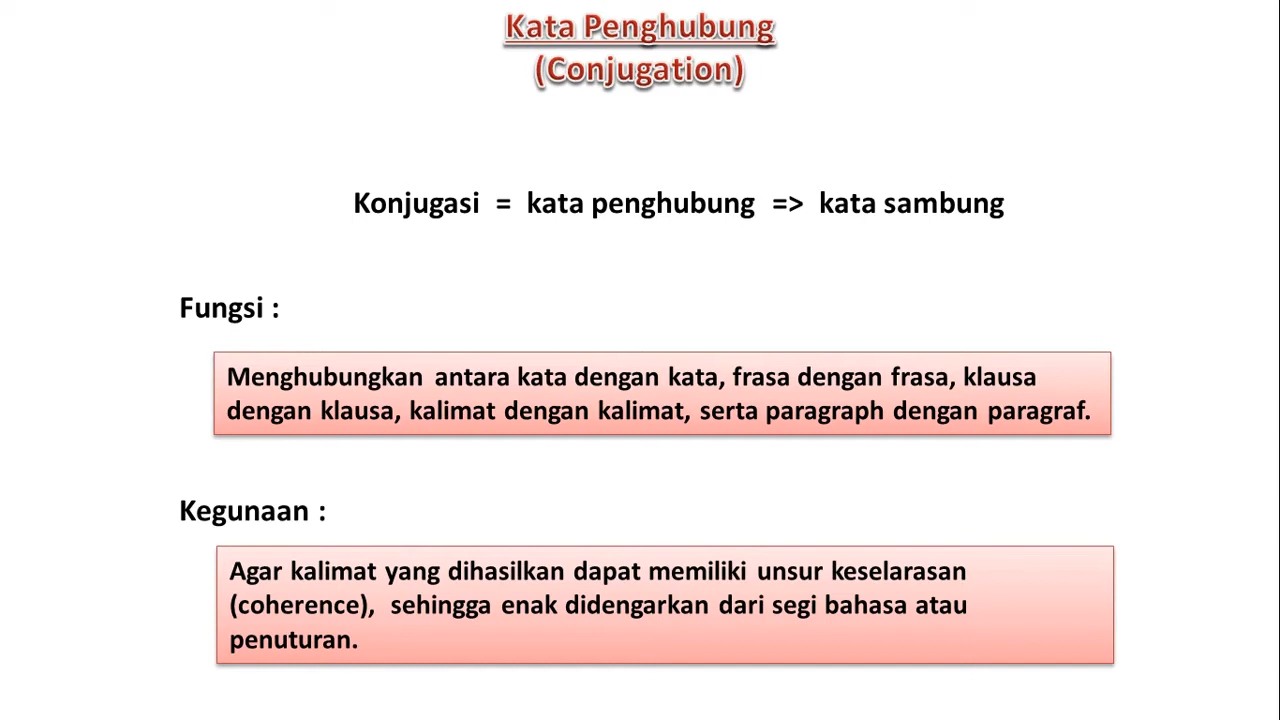 Kata Penghubung
(Conjugation)
Konjugasi = kata penghubung => kata sambung
Fungsi :
Menghubungkan antara kata dengan kata, frasa dengan frasa, klausa
dengan klausa, kalimat dengan kalimat, serta paragraph dengan paragraf.
Kegunaan :
Agar kalimat yang dihasilkan dapat memiliki unsur keselarasan
(coherence), sehingga enak didengarkan dari segi bahasa atau
penuturan.